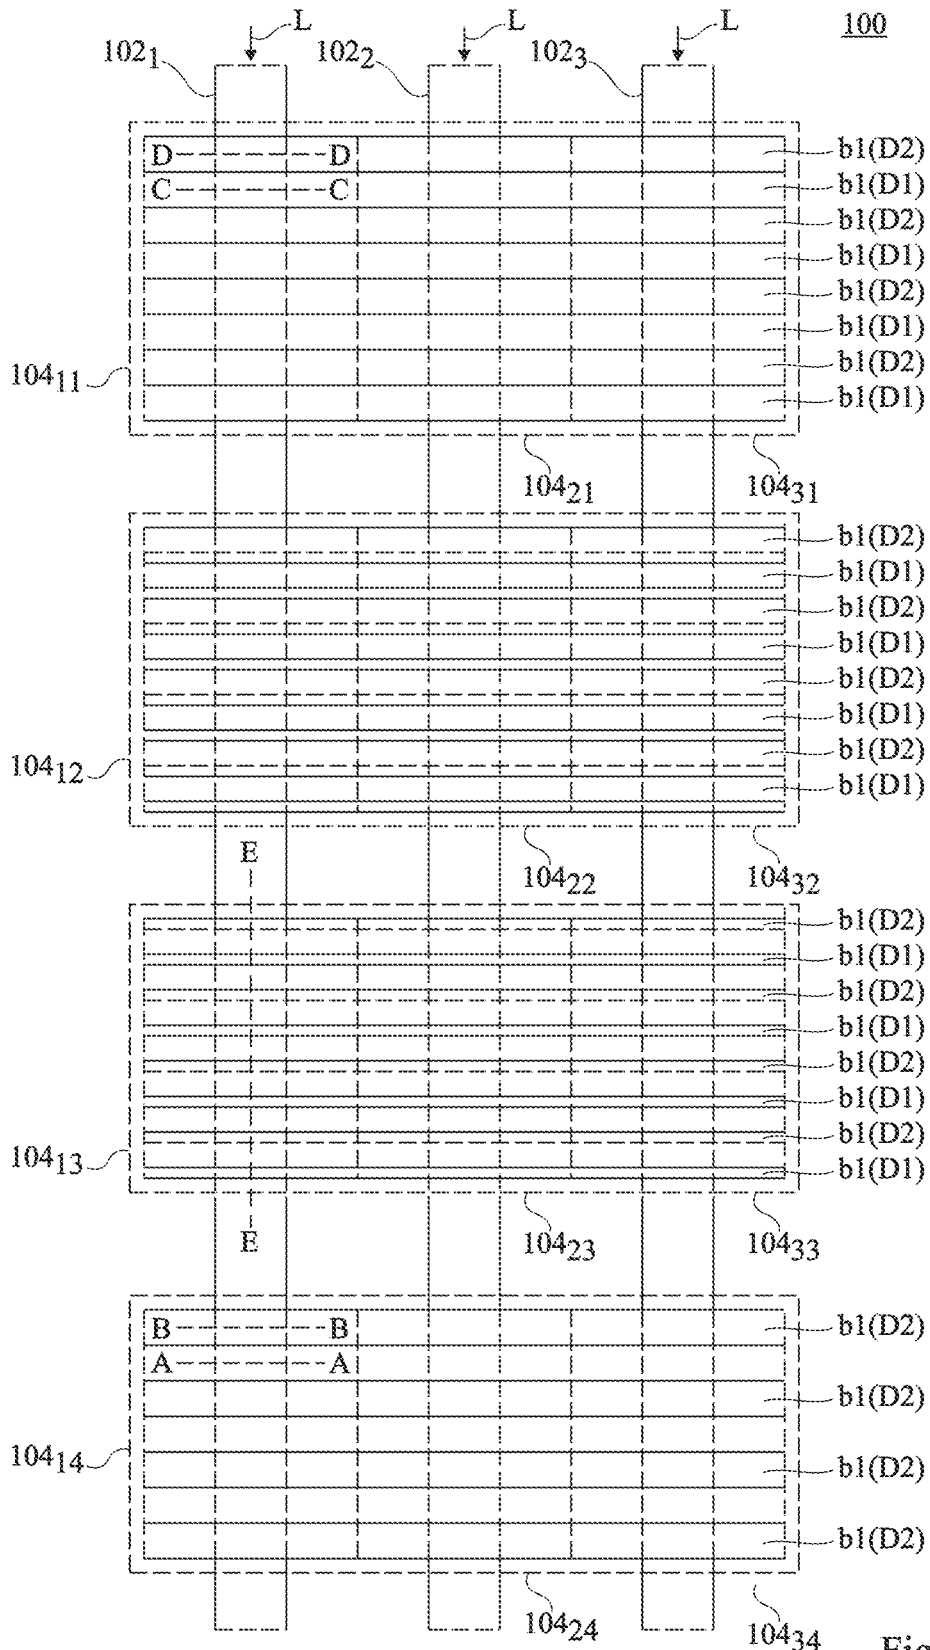 L L L 100
102₁ 102₂ 102₃
D D b1(D2)
C C b1(D1)
b1(D2)
b1(D1)
b1(D2)
b1(D1)
104₁₁ b1(D2)
b1(D1)
104₂₁ 104₃₁
b1(D2)
b1(D1)
b1(D2)
b1(D1)
b1(D2)
b1(D1)
104₁₂ b1(D2)
b1(D1)
E 104₂₂ 104₃₂
b1(D2)
b1(D1)
b1(D2)
b1(D1)
b1(D2)
b1(D1)
104₁₃ b1(D2)
b1(D1)
E 104₂₃ 104₃₃
B B b1(D2)
A A
b1(D2)
104₁₄ b1(D2)
b1(D2)
104₂₄ 104₃₄
Fig